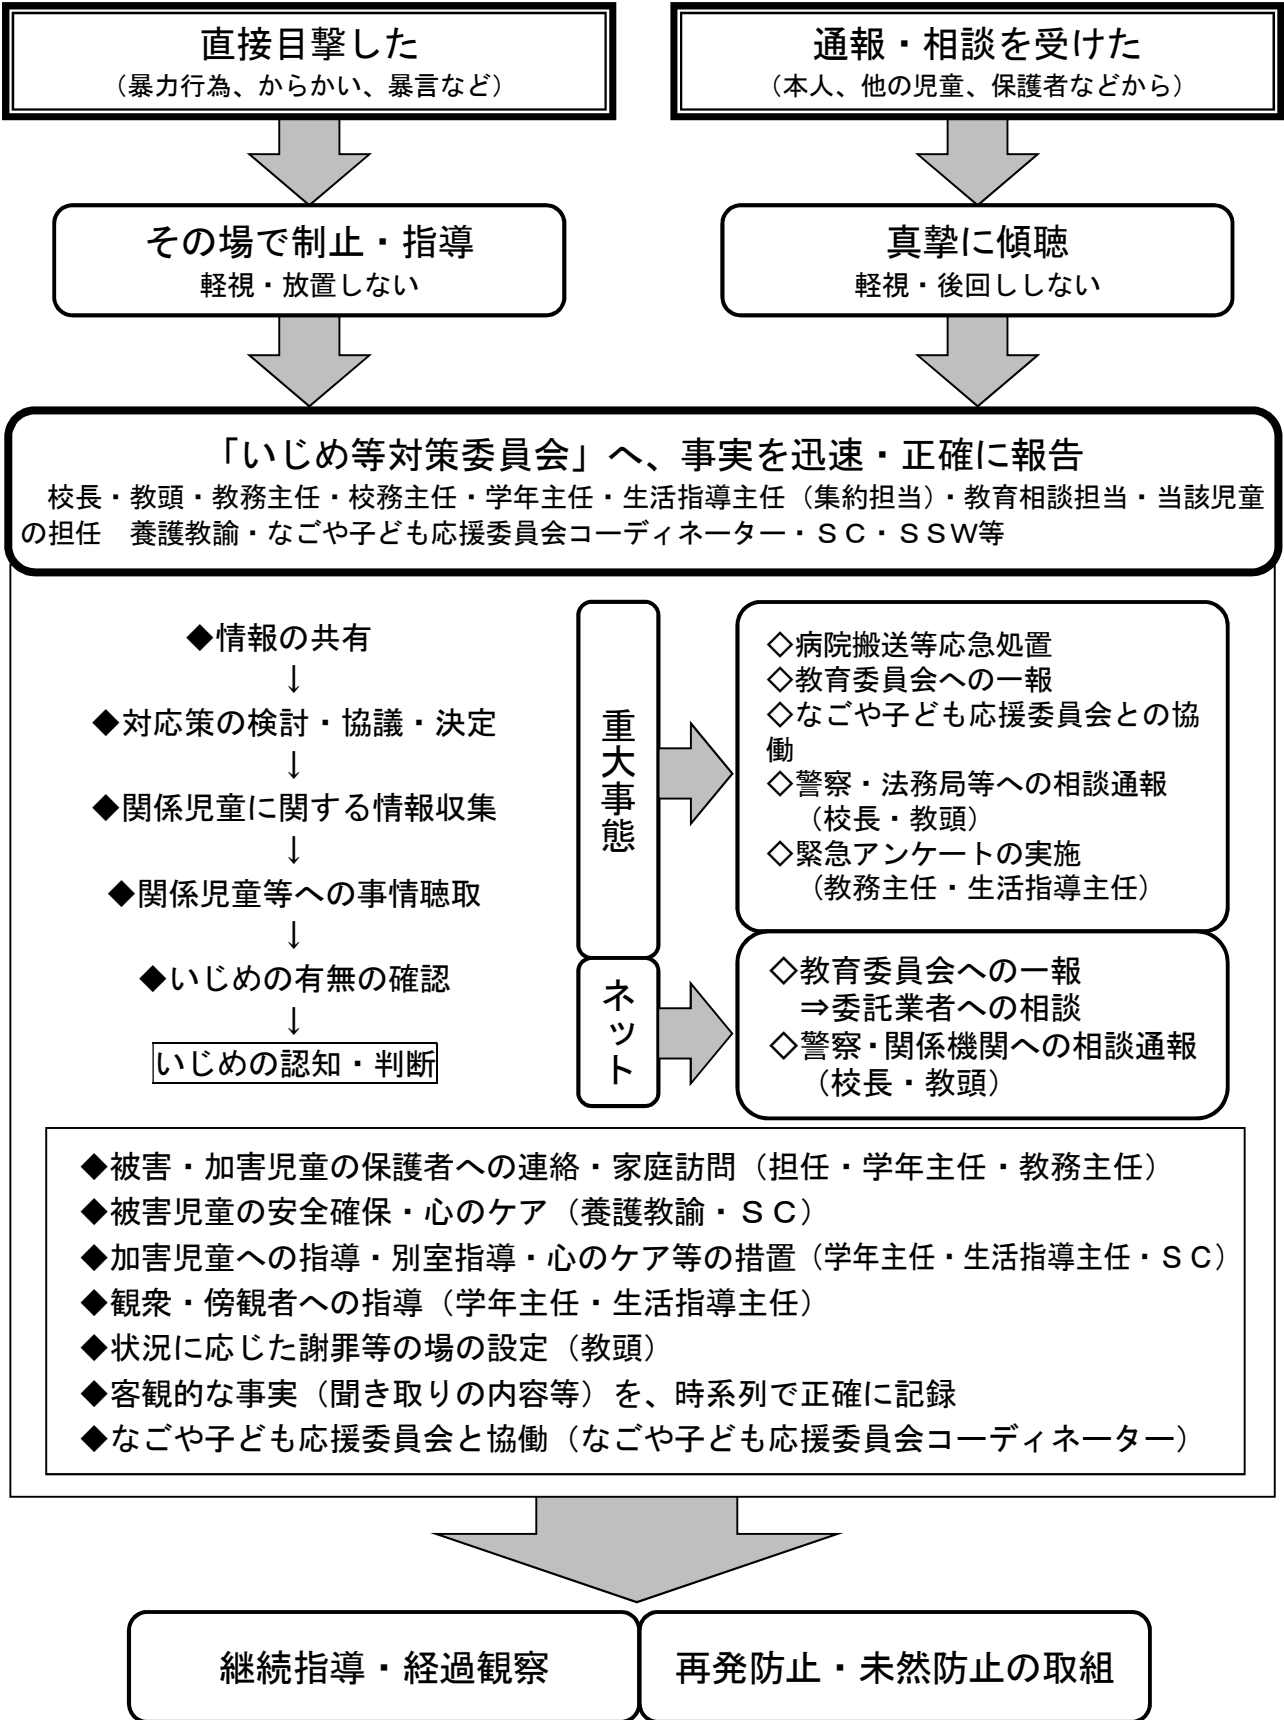 直接目撃した
（暴力行為、からかい、暴言など）
通報・相談を受けた
（本人、他の児童、保護者などから）
その場で制止・指導
軽視・放置しない
真摯に傾聴
軽視・後回ししない
「いじめ等対策委員会」へ、事実を迅速・正確に報告
校長・教頭・教務主任・校務主任・学年主任・生活指導主任（集約担当）・教育相談担当・当該児童
の担任　養護教諭・なごや子ども応援委員会コーディネーター・ＳＣ・ＳＳＷ等
◆情報の共有
↓
◆対応策の検討・協議・決定
↓
◆関係児童に関する情報収集
↓
◆関係児童等への事情聴取
↓
◆いじめの有無の確認
↓
いじめの認知・判断
重大事態
◇病院搬送等応急処置
◇教育委員会への一報
◇なごや子ども応援委員会との協
働
◇警察・法務局等への相談通報
（校長・教頭）
◇緊急アンケートの実施
（教務主任・生活指導主任）
ネット
◇教育委員会への一報
⇒委託業者への相談
◇警察・関係機関への相談通報
（校長・教頭）
◆被害・加害児童の保護者への連絡・家庭訪問（担任・学年主任・教務主任）
◆被害児童の安全確保・心のケア（養護教諭・ＳＣ）
◆加害児童への指導・別室指導・心のケア等の措置（学年主任・生活指導主任・ＳＣ）
◆観衆・傍観者への指導（学年主任・生活指導主任）
◆状況に応じた謝罪等の場の設定（教頭）
◆客観的な事実（聞き取りの内容等）を、時系列で正確に記録
◆なごや子ども応援委員会と協働（なごや子ども応援委員会コーディネーター）
継続指導・経過観察
再発防止・未然防止の取組